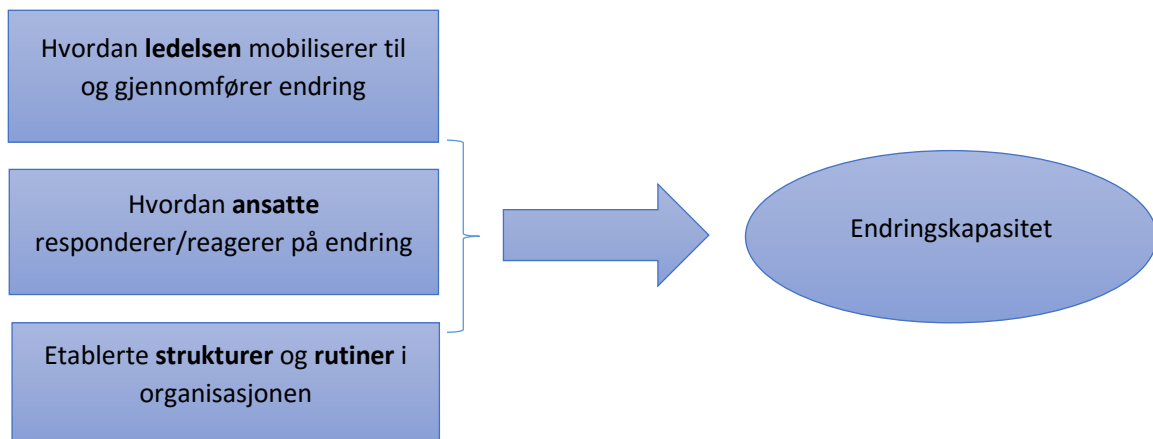 Hvordan ledelsen mobiliserer til
og gjennomfører endring
Hvordan ansatte
responderer/reagerer på endring
Etablerte strukturer og rutiner i
organisasjonen
Endringskapasitet